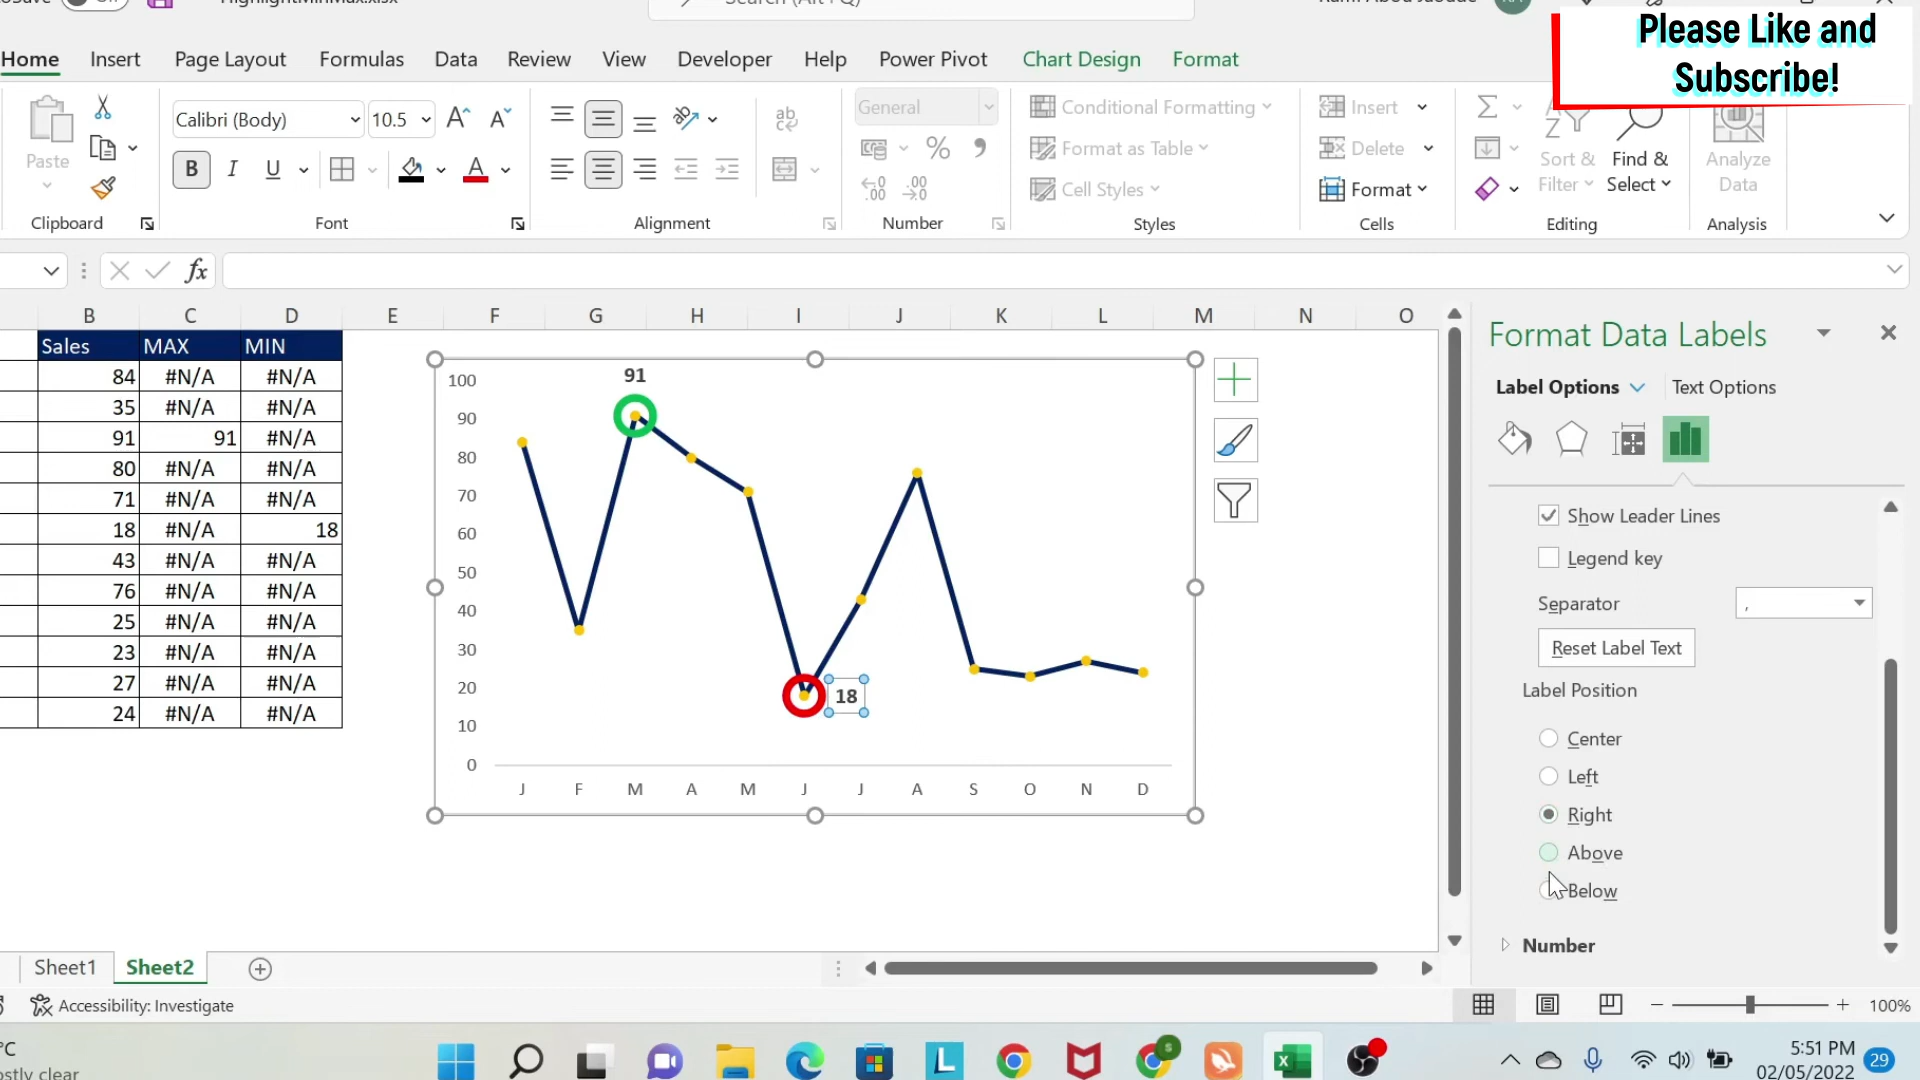 HighlightMinMax.xlsx
Please Like and
Subscribe!
Home Insert Page Layout Formulas Data Review View Developer Help Power Pivot Chart Design Format
Paste
Clipboard
Calibri (Body) 10.5
B I U
Font
Alignment
General
Number
Conditional Formatting
Format as Table
Cell Styles
Styles
Insert
Delete
Format
Cells
Sort &
Filter
Find &
Select
Editing
Analyze
Data
Analysis
fx
B C D E F G H I J K L M N O
Sales MAX MIN
84 #N/A #N/A
35 #N/A #N/A
91 91 #N/A
80 #N/A #N/A
71 #N/A #N/A
18 #N/A 18
43 #N/A #N/A
76 #N/A #N/A
25 #N/A #N/A
23 #N/A #N/A
27 #N/A #N/A
24 #N/A #N/A
100
90
80
70
60
50
40
30
20
10
0
91
18
J F M A M J J A S O N D
Format Data Labels
Label Options Text Options
Show Leader Lines
Legend key
Separator ,
Reset Label Text
Label Position
Center
Left
Right
Above
Below
Number
Sheet1 Sheet2
Accessibility: Investigate
100%
°C
ostly clear
5:51 PM
02/05/2022
29